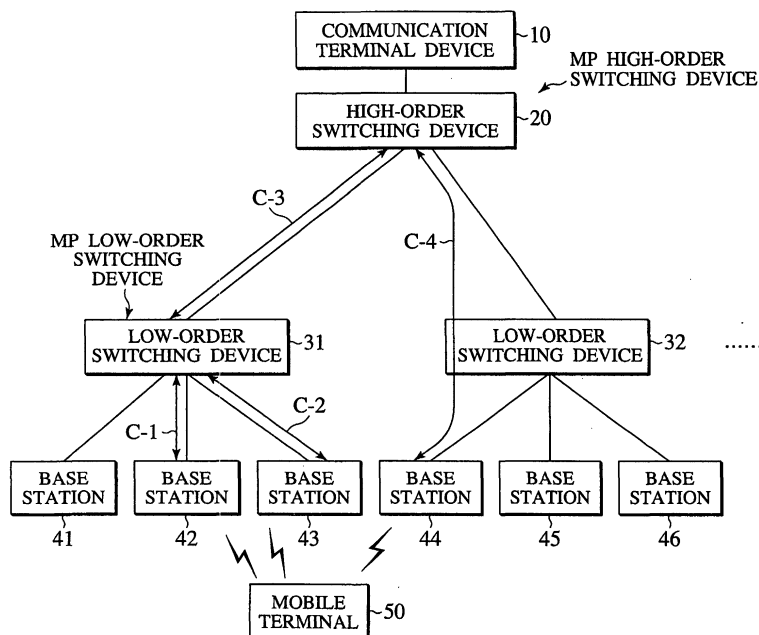 COMMUNICATION
TERMINAL DEVICE
10
MP HIGH-ORDER
SWITCHING DEVICE
HIGH-ORDER
SWITCHING DEVICE
20
C-3
C-4
MP LOW-ORDER
SWITCHING
DEVICE
LOW-ORDER
SWITCHING DEVICE
31
LOW-ORDER
SWITCHING DEVICE
32
......
C-1
C-2
BASE
STATION
41
BASE
STATION
42
BASE
STATION
43
BASE
STATION
44
BASE
STATION
45
BASE
STATION
46
MOBILE
TERMINAL
50